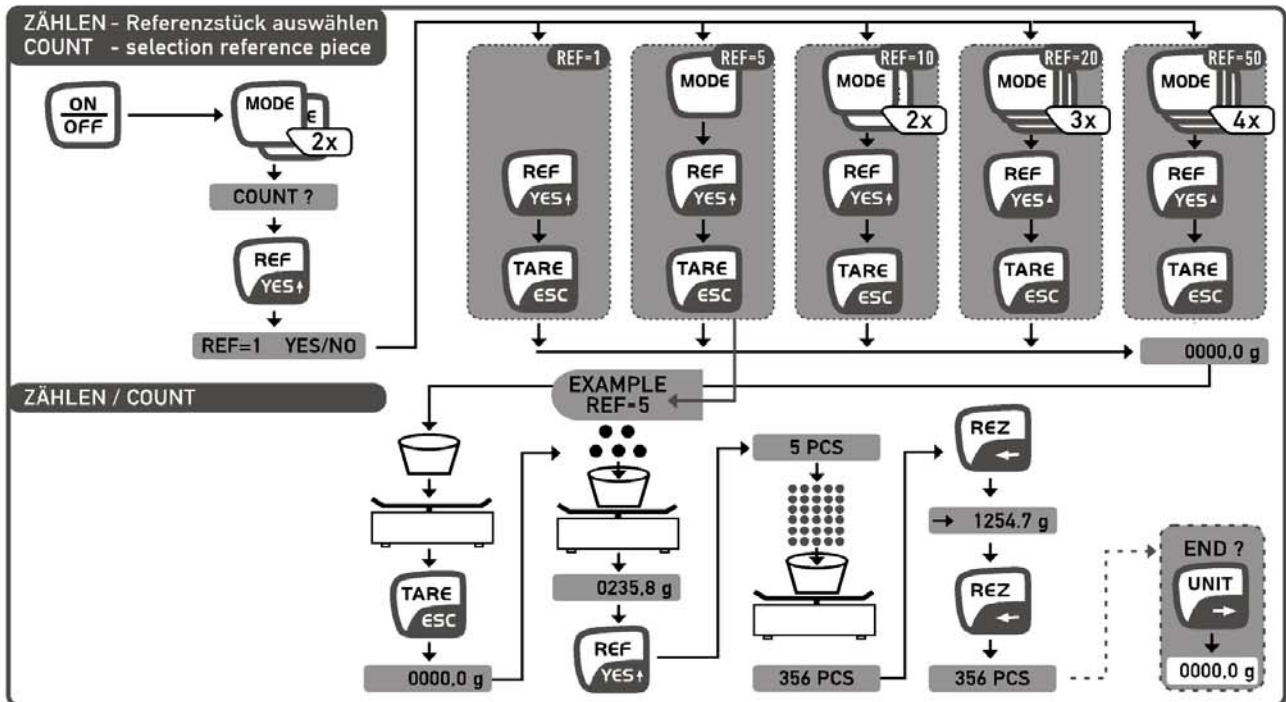 ZÄHLEN - Referenzstück auswählen
COUNT - selection reference piece
ON
OFF
MODE
E
2x
COUNT ?
REF
YES
REF=1 YES/NO
REF=1
REF
YES
TARE
ESC
REF=5
MODE
REF
YES
TARE
ESC
REF=10
MODE
2x
REF
YES
TARE
ESC
REF=20
MODE
3x
REF
YES
TARE
ESC
REF=50
MODE
4x
REF
YES
TARE
ESC
0000,0 g
ZÄHLEN / COUNT
EXAMPLE
REF=5
TARE
ESC
0000,0 g
0235,8 g
REF
YES
5 PCS
356 PCS
REZ
1254.7 g
REZ
356 PCS
END ?
UNIT
0000,0 g